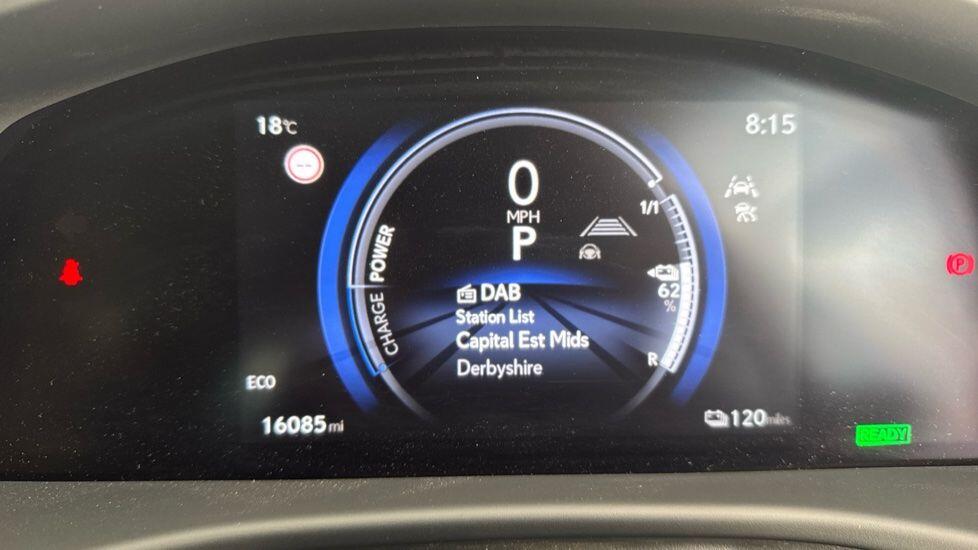 18°C
8:15
--
0
MPH
P
1/1
POWER
CHARGE
62
%
DAB
Station List
Capital Est Mids
Derbyshire
R
ECO
16085 mi
120 miles
READY
P